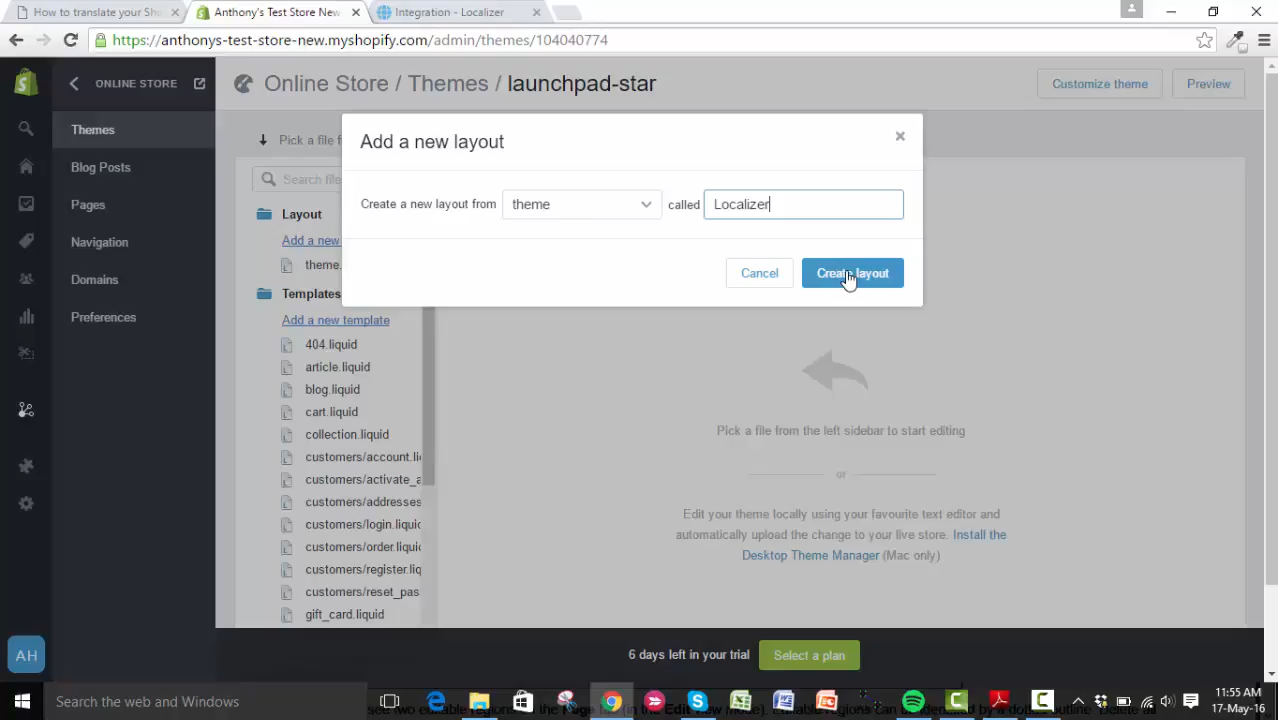 How to translate your Sho
Anthony's Test Store New
Integration - Localizer
https://anthonys-test-store-new.myshopify.com/admin/themes/104040774
ONLINE STORE
Online Store / Themes / launchpad-star
Customize theme
Preview
Themes
Blog Posts
Pages
Navigation
Domains
Preferences
Pick a file f
Search file
Add a new layout
Create a new layout from
theme
called
Localizer
Cancel
Create layout
Layout
Add a new
theme.
Templates
Add a new template
404.liquid
article.liquid
blog.liquid
cart.liquid
collection.liquid
customers/account.li
customers/activate_a
customers/addresses
customers/login.liquid
customers/order.liquid
customers/register.liq
customers/reset_pas
gift_card.liquid
Pick a file from the left sidebar to start editing
or
Edit your theme locally using your favourite text editor and
automatically upload the change to your live store. Install the
Desktop Theme Manager (Mac only)
AH
6 days left in your trial
Select a plan
Search the web and Windows
11:55 AM
17-May-16